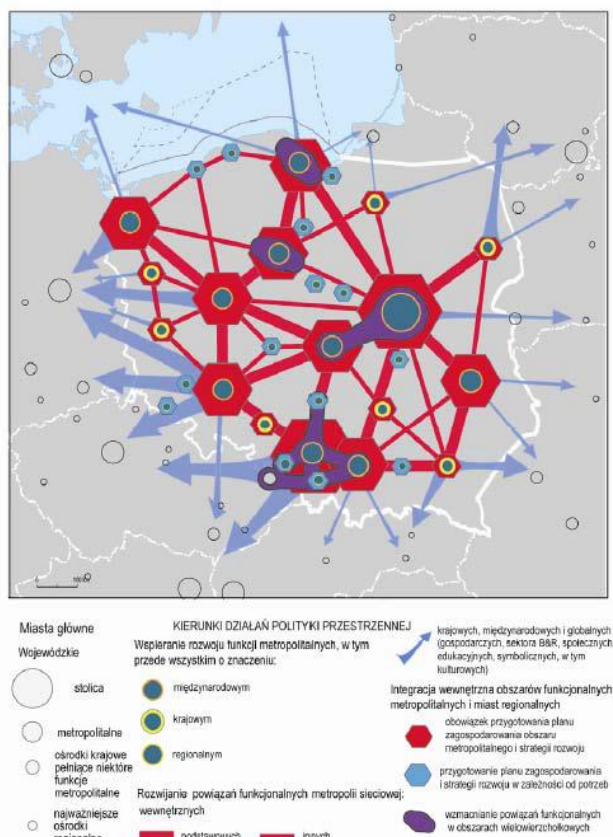 Miasta główne
Wojewódzkie
stolica
metropolitalne
ośrodki krajowe
pełniące niektóre
funkcje
metropolitalne
najważniejsze
ośrodki
KIERUNKI DZIAŁAŃ POLITYKI PRZESTRZENNEJ
Wspieranie rozwoju funkcji metropolitalnych, w tym
przede wszystkim o znaczeniu:
międzynarodowym
krajowym
regionalnym
Rozwijanie powiązań funkcjonalnych metropolii sieciowej:
wewnętrznych
podstawowych
innych
krajowych, międzynarodowych i globalnych
(gospodarczych, sektora B&R, społecznych
edukacyjnych, symbolicznych, w tym
kulturowych)
Integracja wewnętrzna obszarów funkcjonalnych
metropolitalnych i miast regionalnych
obowiązek przygotowania planu
zagospodarowania obszaru
metropolitalnego i strategii rozwoju
przygotowanie planu zagospodarowania
i strategii rozwoju w zależności od potrzeb
wzmacnianie powiązań funkcjonalnych
w obszarach wielowierzchołkowych